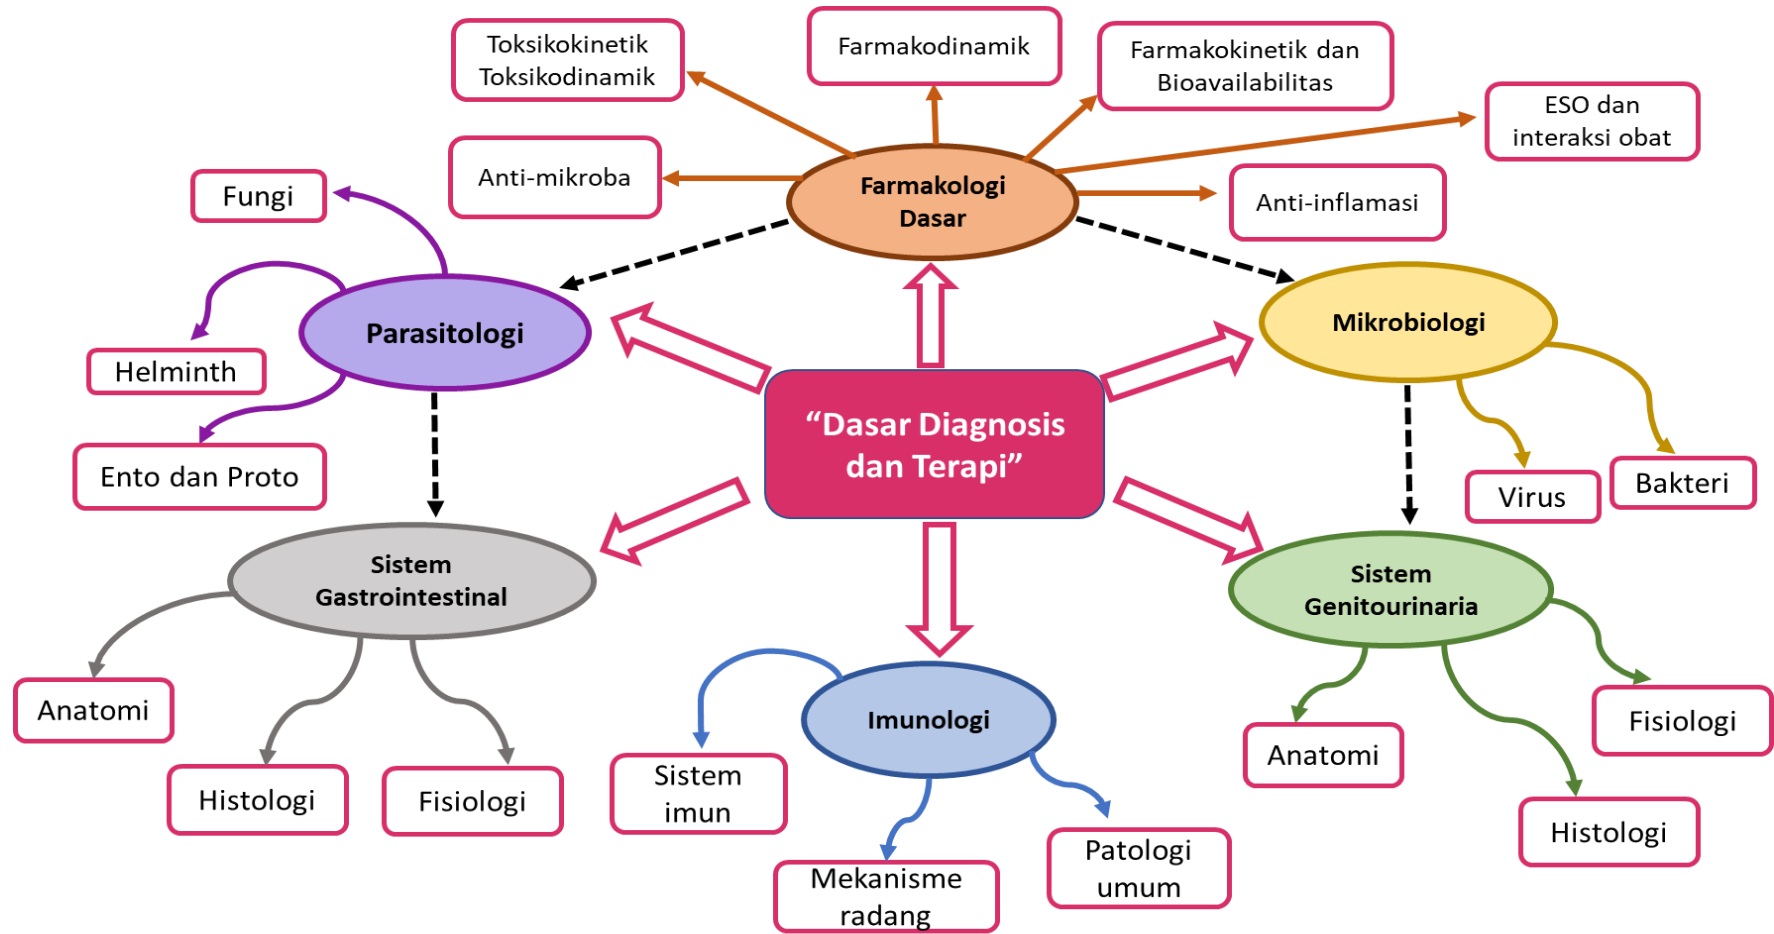 Toksikokinetik
Toksikodinamik
Farmakodinamik
Farmakokinetik dan
Bioavailabilitas
ESO dan
interaksi obat
Anti-mikroba
Farmakologi
Dasar
Anti-inflamasi
Fungi
Parasitologi
Mikrobiologi
Helminth
Ento dan Proto
“Dasar Diagnosis
dan Terapi”
Virus
Bakteri
Sistem
Gastrointestinal
Sistem
Genitourinaria
Anatomi
Histologi
Fisiologi
Imunologi
Sistem
imun
Mekanisme
radang
Patologi
umum
Anatomi
Histologi
Fisiologi